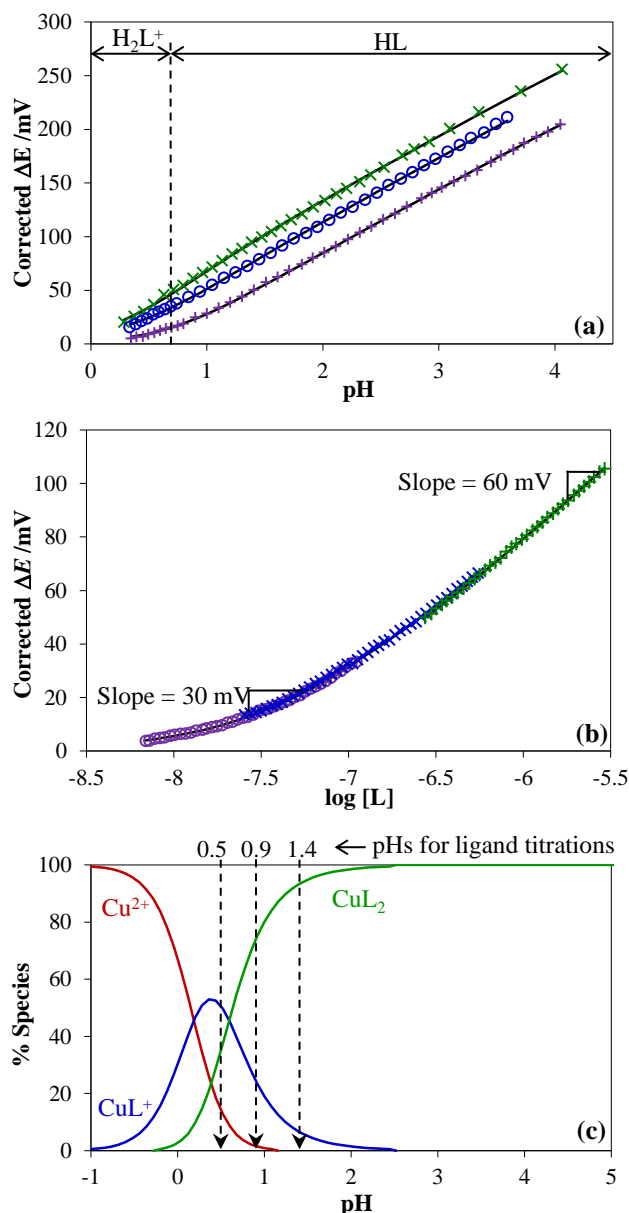 H₂L⁺ HL
300
250
200
150
100
50
0
Corrected ΔE /mV
0 1 2 3 4
pH
(a)
120
100
80
60
40
20
0
Corrected ΔE /mV
Slope = 60 mV
Slope = 30 mV
-8.5 -8 -7.5 -7 -6.5 -6 -5.5
log [L]
(b)
0.5 0.9 1.4 ← pHs for ligand titrations
100
80
60
40
20
0
% Species
Cu²⁺
CuL₂
CuL⁺
-1 0 1 2 3 4 5
pH
(c)